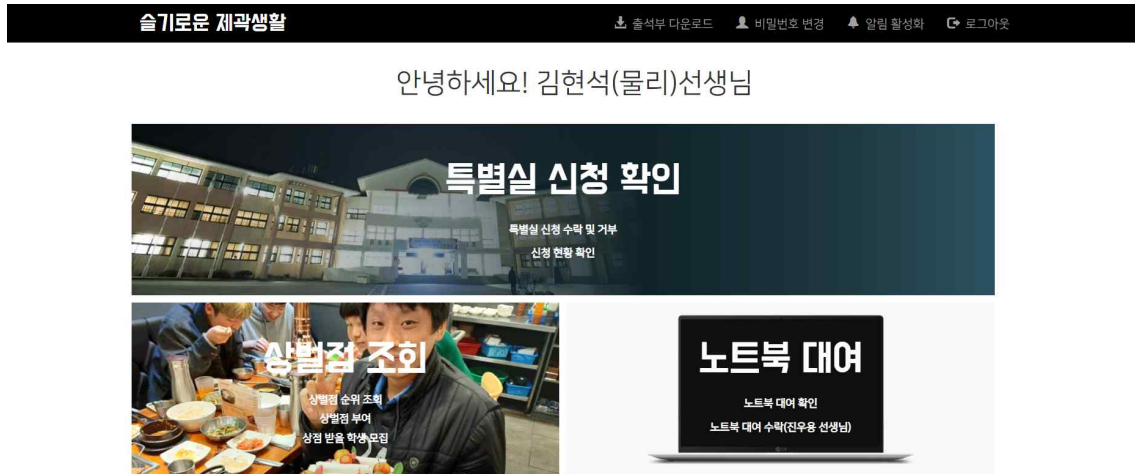 슬기로운 제곽생활
출석부 다운로드 비밀번호 변경 알림 활성화 로그아웃
안녕하세요! 김현석(물리)선생님
특별실 신청 확인
특별실 신청 수락 및 거부
신청 현황 확인
상벌점 조회
상벌점 순위 조회
상벌점 부여
상점 받을 학생 모집
노트북 대여
노트북 대여 확인
노트북 대여 수락(진우용 선생님)